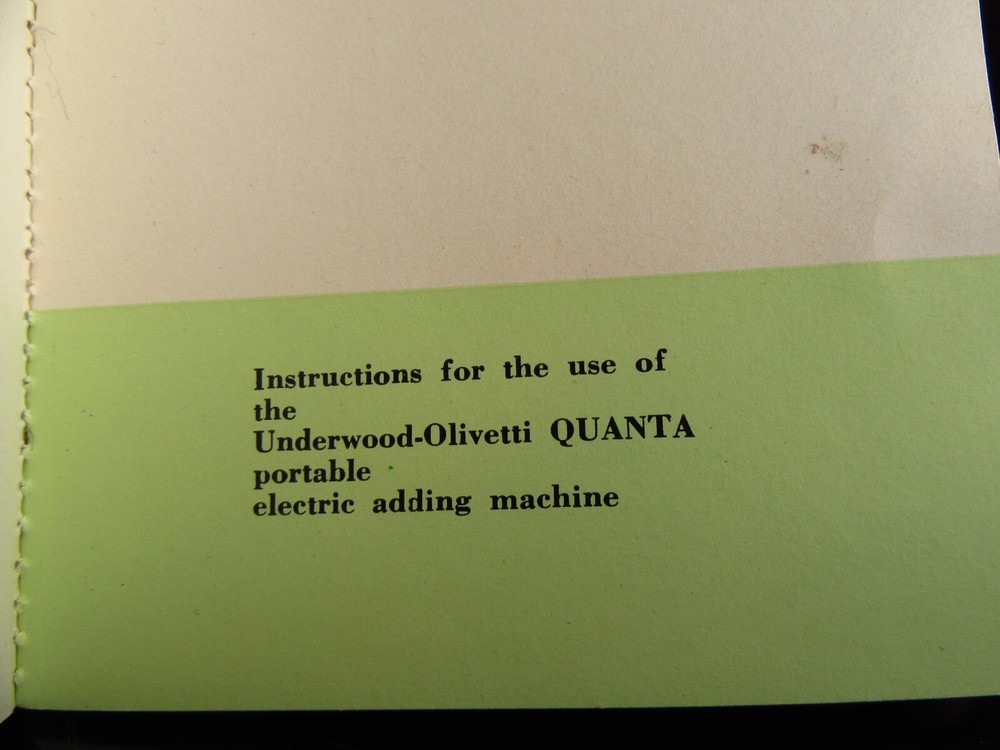 Instructions for the use of
the
Underwood-Olivetti QUANTA
portable
electric adding machine